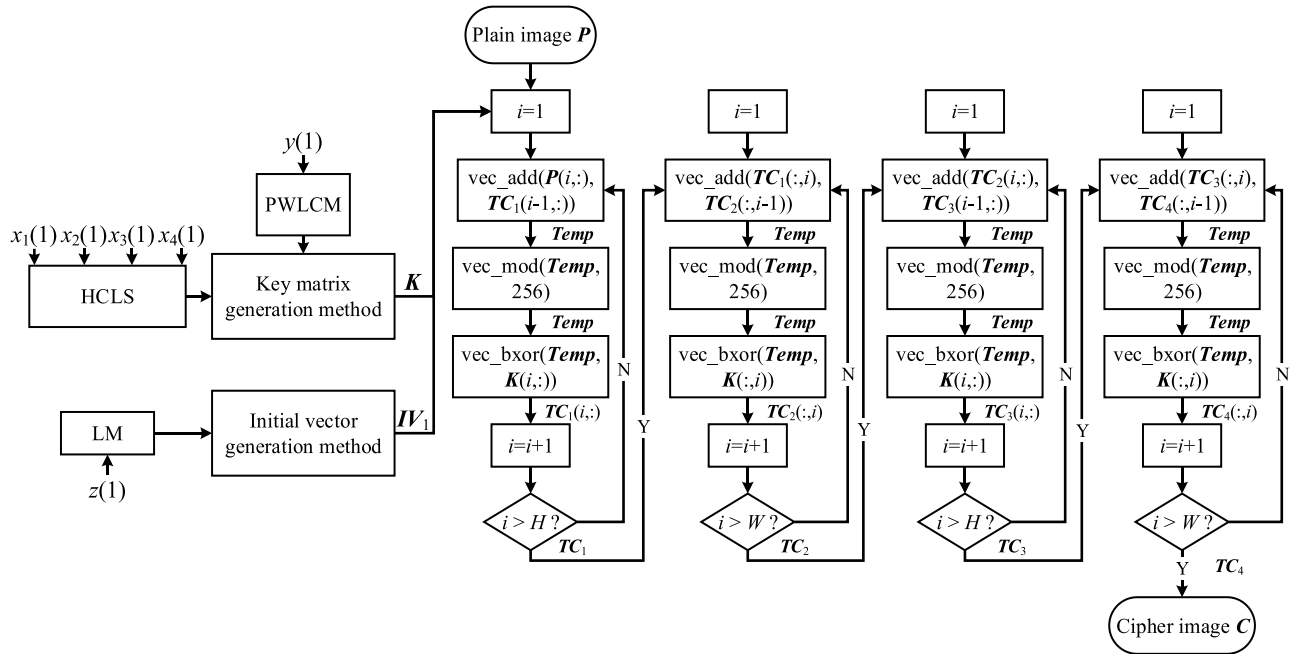 Plain image P
i=1
vec_add(P(i,:),
TC₁(i-1,:))
Temp
vec_mod(Temp,
256)
Temp
vec_bxor(Temp,
K(i,:))
TC₁(i,:)
i=i+1
i > H ?
N
Y
TC₁
y(1)
PWLCM
x₁(1) x₂(1) x₃(1) x₄(1)
HCLS
Key matrix
generation method
K
LM
z(1)
Initial vector
generation method
IV₁
i=1
vec_add(TC₁(:,i),
TC₂(:,i-1))
Temp
vec_mod(Temp,
256)
Temp
vec_bxor(Temp,
K(:,i))
TC₂(:,i)
i=i+1
i > W ?
N
Y
TC₂
i=1
vec_add(TC₂(i,:),
TC₃(i-1,:))
Temp
vec_mod(Temp,
256)
Temp
vec_bxor(Temp,
K(i,:))
TC₃(i,:)
i=i+1
i > H ?
N
Y
TC₃
i=1
vec_add(TC₃(:,i),
TC₄(:,i-1))
Temp
vec_mod(Temp,
256)
Temp
vec_bxor(Temp,
K(:,i))
TC₄(:,i)
i=i+1
i > W ?
N
Y
TC₄
Cipher image C